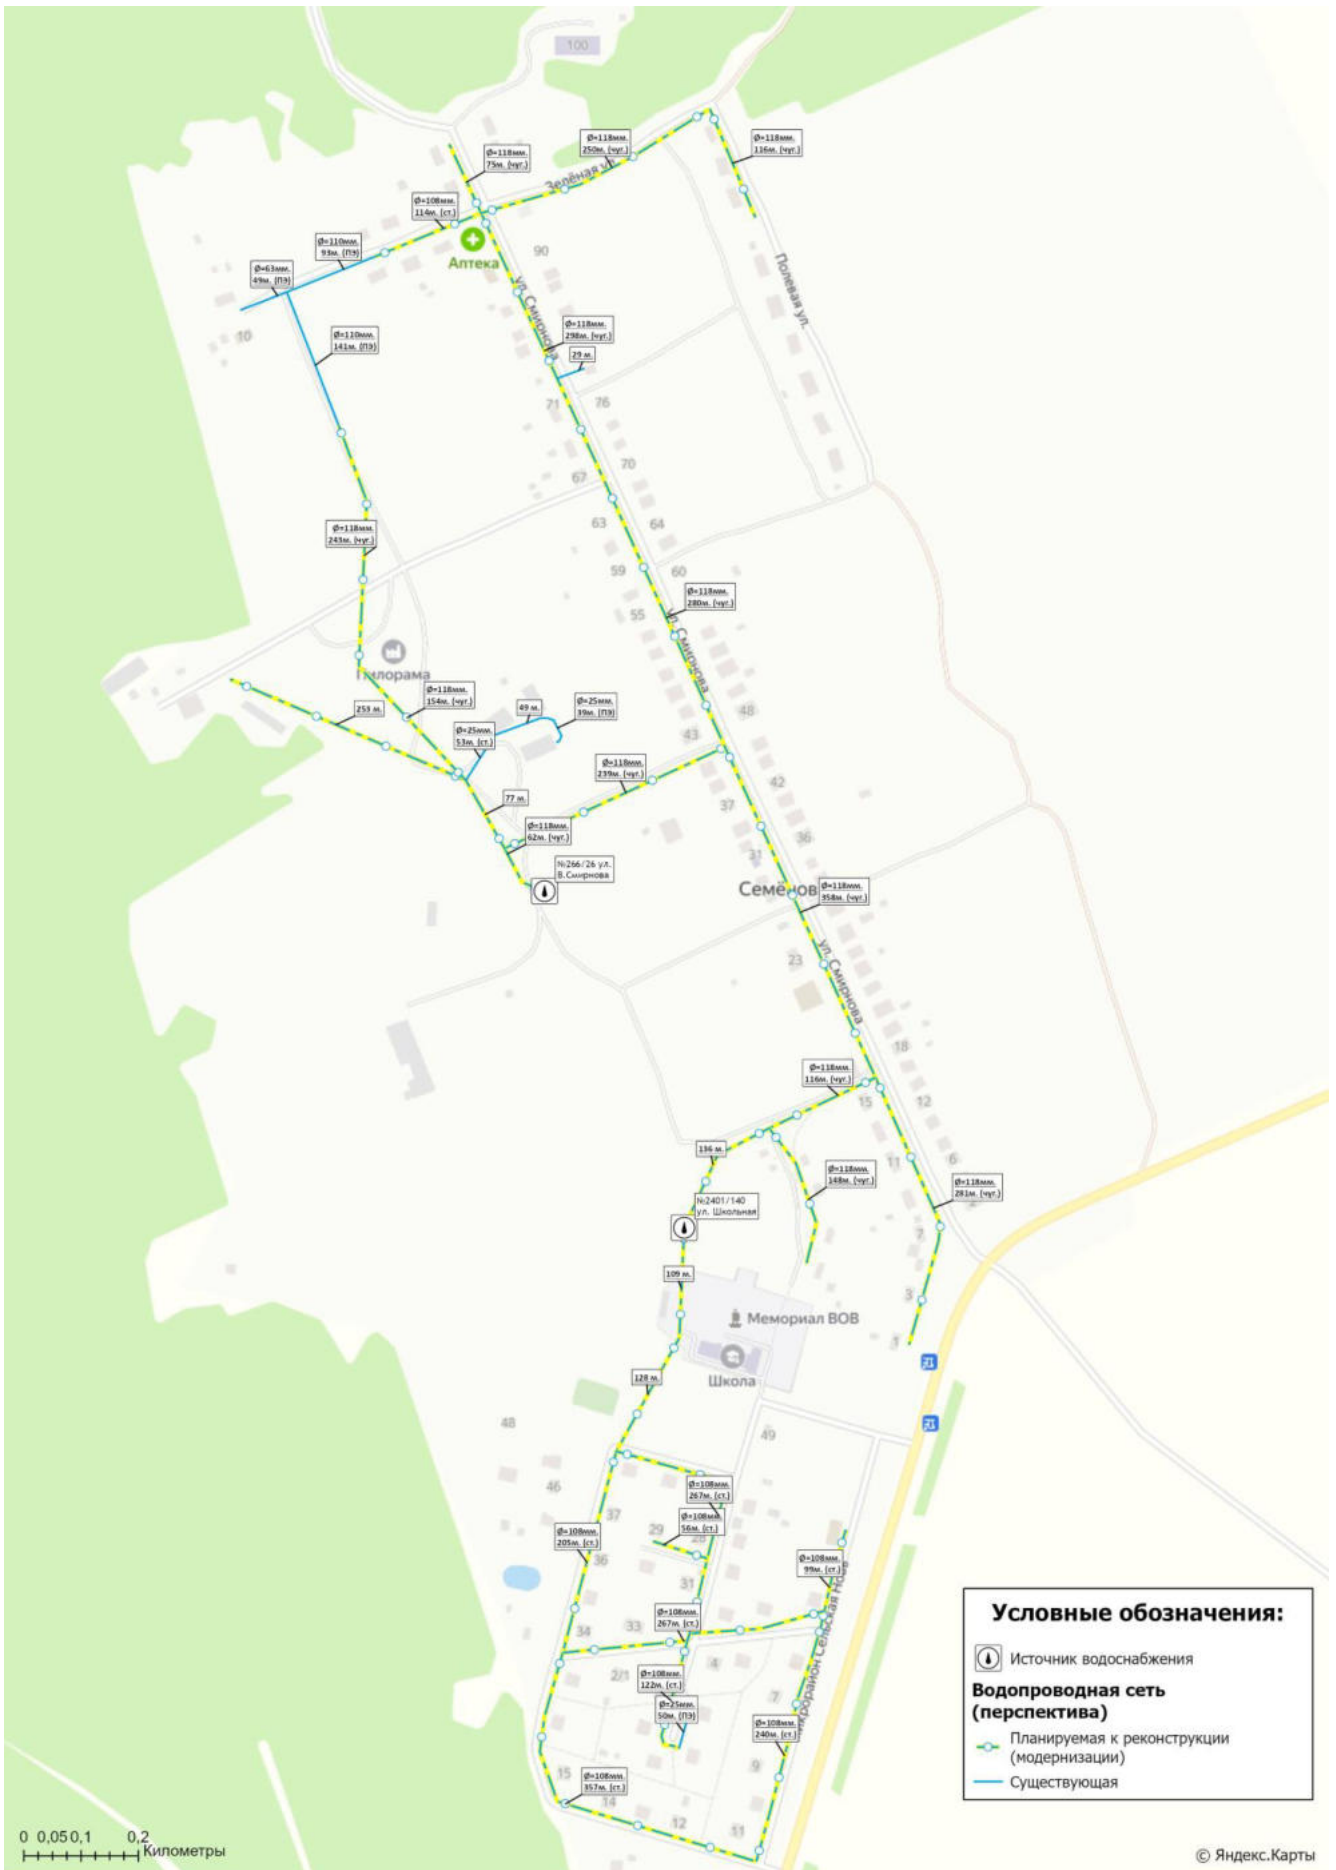 100
Ø=118мм.
250м. (чуг.)
Ø=118мм.
116м. (чуг.)
Ø=118мм.
75м. (чуг.)
Зелёная ул.
Ø=108мм.
114м. (ст.)
Ø=110мм.
93м. (ПЭ)
Аптека
90
Ø=63мм.
49м. (ПЭ)
Полевая ул.
ул. Смирнова
10
Ø=110мм.
141м. (ПЭ)
Ø=118мм.
298м. (чуг.)
29 м.
71
76
70
67
63
64
Ø=118мм.
243м. (чуг.)
59
60
Ø=118мм.
280м. (чуг.)
55
ул. Смирнова
Пилорама
Ø=118мм.
154м. (чуг.)
253 м.
49 м.
Ø=25мм.
39м. (ПЭ)
48
Ø=25мм.
53м. (ст.)
43
Ø=118мм.
239м. (чуг.)
42
77 м.
37
Ø=118мм.
62м. (чуг.)
36
31
№266/26 ул.
В.Смирнова
Семёнов
Ø=118мм.
358м. (чуг.)
23
ул. Смирнова
18
Ø=118мм.
116м. (чуг.)
15
12
136 м.
11
6
Ø=118мм.
148м. (чуг.)
Ø=118мм.
281м. (чуг.)
2
№2401/140
ул. Школьная
7
109 м.
3
Мемориал ВОВ
1
Школа
128 м.
48
49
46
Ø=108мм.
267м. (ст.)
37
Ø=108мм.
56м. (ст.)
29
28
Ø=108мм.
205м. (ст.)
36
Ø=108мм.
99м. (ст.)
31
Ø=108мм.
267м. (ст.)
33
34
4
2/1
Ø=108мм.
122м. (ст.)
микрорайон Сельская Новь
7
Ø=25мм.
50м. (ПЭ)
Ø=108мм.
240м. (ст.)
9
15
Ø=108мм.
357м. (ст.)
14
12
11
Условные обозначения:
Источник водоснабжения
Водопроводная сеть
(перспектива)
Планируемая к реконструкции
(модернизации)
Существующая
0 0,05 0,1 0,2
Километры
© Яндекс.Карты